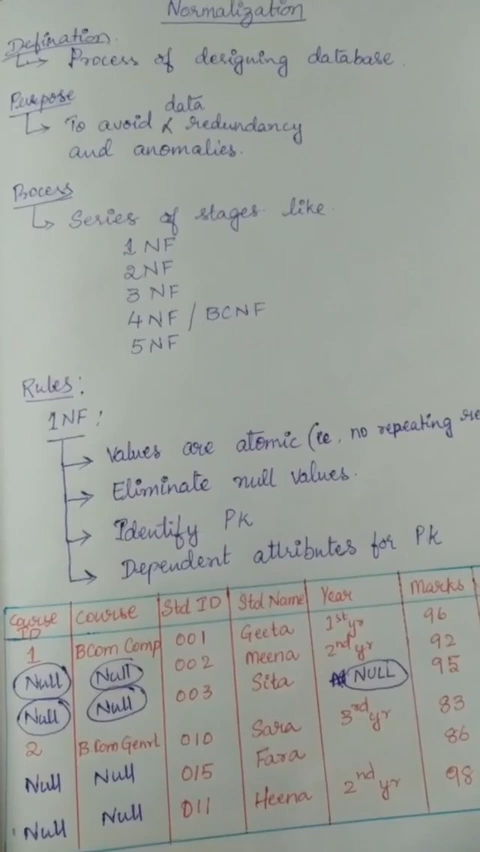 Normalization
Defination
Process of designing database.
Purpose
data
To avoid redundancy
and anomalies.
Process
Series of stages like
1 NF
2NF
3 NF
4NF / BCNF
5NF
Rules:
1NF:
Values are atomic (ie, no repeating
Eliminate null values.
Identify PK
Dependent attributes for PK
Course ID Course Std ID Std Name Year Marks
1 BCom Comp 001 Geeta 1st yr 96
Null Null 002 Meena 2nd yr 92
Null Null 003 Sita NULL 95
2 BCom Genrl 010 Sara 3rd yr 83
Null Null 015 Fara 86
Null Null 011 Heena 2nd yr 98